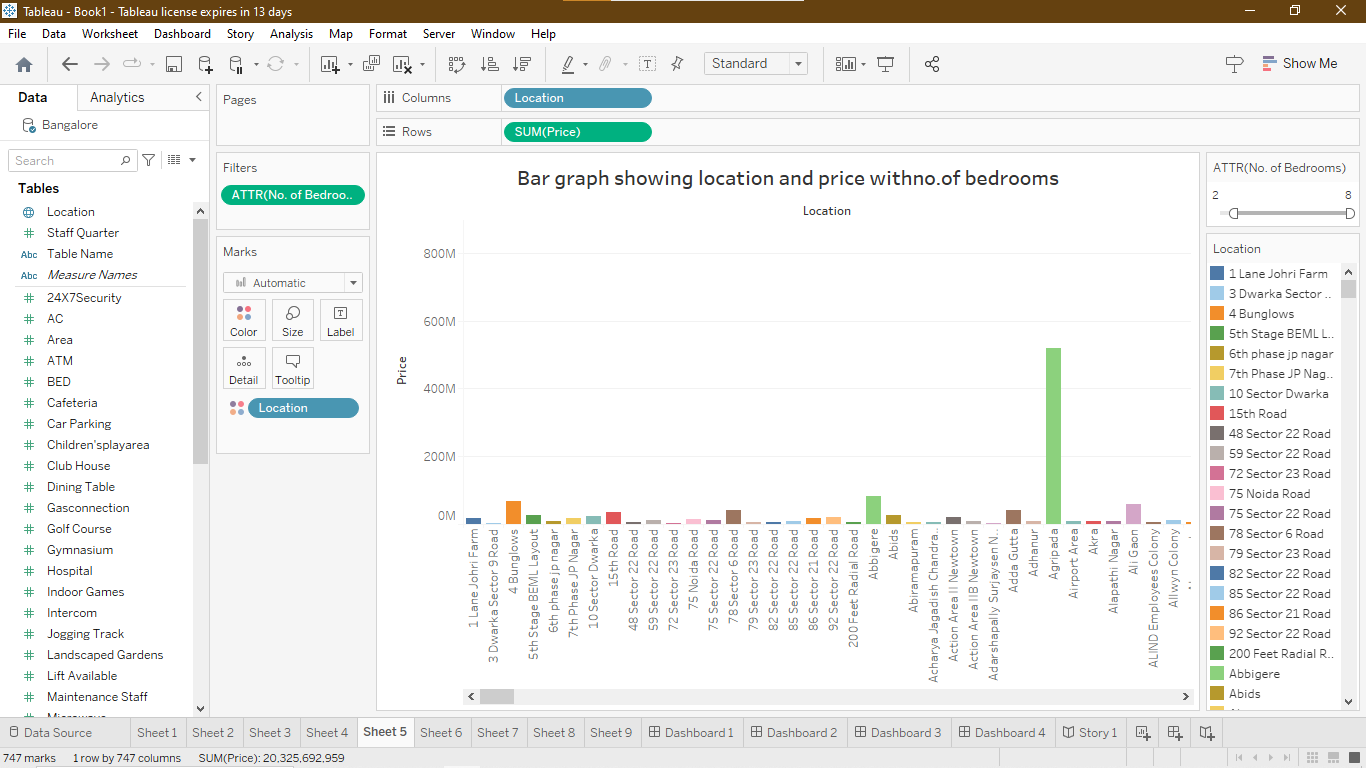 Tableau - Book1 - Tableau license expires in 13 days
File Data Worksheet Dashboard Story Analysis Map Format Server Window Help
Standard
Show Me
Data Analytics
Bangalore
Search
Tables
Location
Staff Quarter
Abc Table Name
Abc Measure Names
24X7Security
AC
Area
ATM
BED
Cafeteria
Car Parking
Children'splayarea
Club House
Dining Table
Gasconnection
Golf Course
Gymnasium
Hospital
Indoor Games
Intercom
Jogging Track
Landscaped Gardens
Lift Available
Maintenance Staff
Pages
Filters
ATTR(No. of Bedroo..
Marks
Automatic
Color Size Label
Detail Tooltip
Location
Columns Location
Rows SUM(Price)
Bar graph showing location and price withno.of bedrooms
Location
Price
800M
600M
400M
200M
0M
1 Lane Johri Farm
3 Dwarka Sector 9 Road
4 Bunglows
5th Stage BEML Layout
6th phase jp nagar
7th Phase JP Nagar
10 Sector Dwarka
15th Road
48 Sector 22 Road
59 Sector 22 Road
72 Sector 23 Road
75 Noida Road
75 Sector 22 Road
78 Sector 6 Road
79 Sector 23 Road
82 Sector 22 Road
85 Sector 22 Road
86 Sector 21 Road
92 Sector 22 Road
200 Feet Radial Road
Abbigere
Abids
Abiramapuram
Acharya Jagadish Chandra..
Action Area II Newtown
Action Area IIB Newtown
Adarshapally Surjaysen N..
Adda Gutta
Adhanur
Agripada
Airport Area
Akra
Alapathi Nagar
Ali Gaon
ALIND Employees Colony
Allwyn Colony
ATTR(No. of Bedrooms)
2 8
Location
1 Lane Johri Farm
3 Dwarka Sector ..
4 Bunglows
5th Stage BEML L..
6th phase jp nagar
7th Phase JP Nag..
10 Sector Dwarka
15th Road
48 Sector 22 Road
59 Sector 22 Road
72 Sector 23 Road
75 Noida Road
75 Sector 22 Road
78 Sector 6 Road
79 Sector 23 Road
82 Sector 22 Road
85 Sector 22 Road
86 Sector 21 Road
92 Sector 22 Road
200 Feet Radial R..
Abbigere
Abids
Data Source Sheet 1 Sheet 2 Sheet 3 Sheet 4 Sheet 5 Sheet 6 Sheet 7 Sheet 8 Sheet 9 Dashboard 1 Dashboard 2 Dashboard 3 Dashboard 4 Story 1
747 marks 1 row by 747 columns SUM(Price): 20,325,692,959